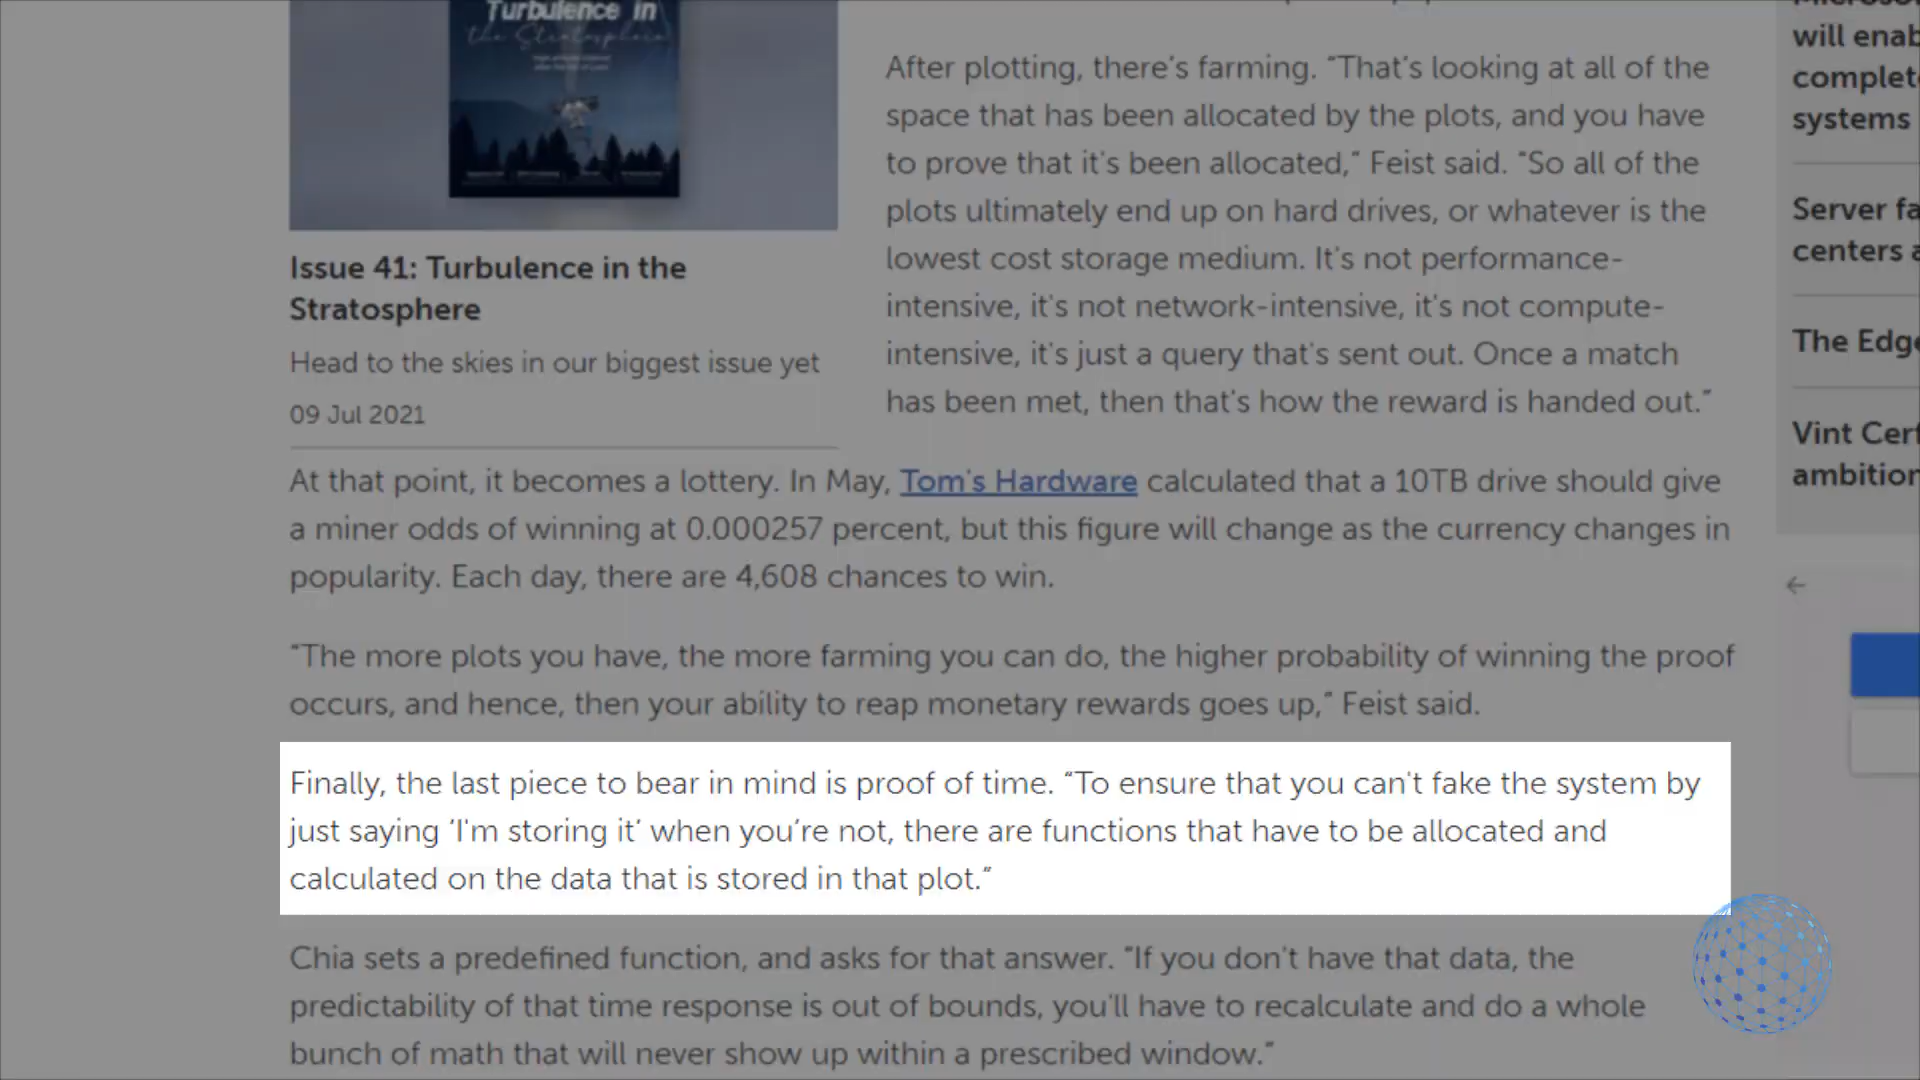 Turbulence in
the Stratosphere
Issue 41: Turbulence in the
Stratosphere
Head to the skies in our biggest issue yet
09 Jul 2021
After plotting, there's farming. “That's looking at all of the
space that has been allocated by the plots, and you have
to prove that it's been allocated,” Feist said. “So all of the
plots ultimately end up on hard drives, or whatever is the
lowest cost storage medium. It's not performance-
intensive, it's not network-intensive, it's not compute-
intensive, it's just a query that's sent out. Once a match
has been met, then that's how the reward is handed out.”
At that point, it becomes a lottery. In May, Tom's Hardware calculated that a 10TB drive should give
a miner odds of winning at 0.000257 percent, but this figure will change as the currency changes in
popularity. Each day, there are 4,608 chances to win.
“The more plots you have, the more farming you can do, the higher probability of winning the proof
occurs, and hence, then your ability to reap monetary rewards goes up,” Feist said.
Finally, the last piece to bear in mind is proof of time. “To ensure that you can't fake the system by
just saying ‘I'm storing it’ when you’re not, there are functions that have to be allocated and
calculated on the data that is stored in that plot.”
Chia sets a predefined function, and asks for that answer. “If you don't have that data, the
predictability of that time response is out of bounds, you'll have to recalculate and do a whole
bunch of math that will never show up within a prescribed window.”
will enab
complet
systems
Server fa
centers a
The Edge
Vint Cerf
ambition